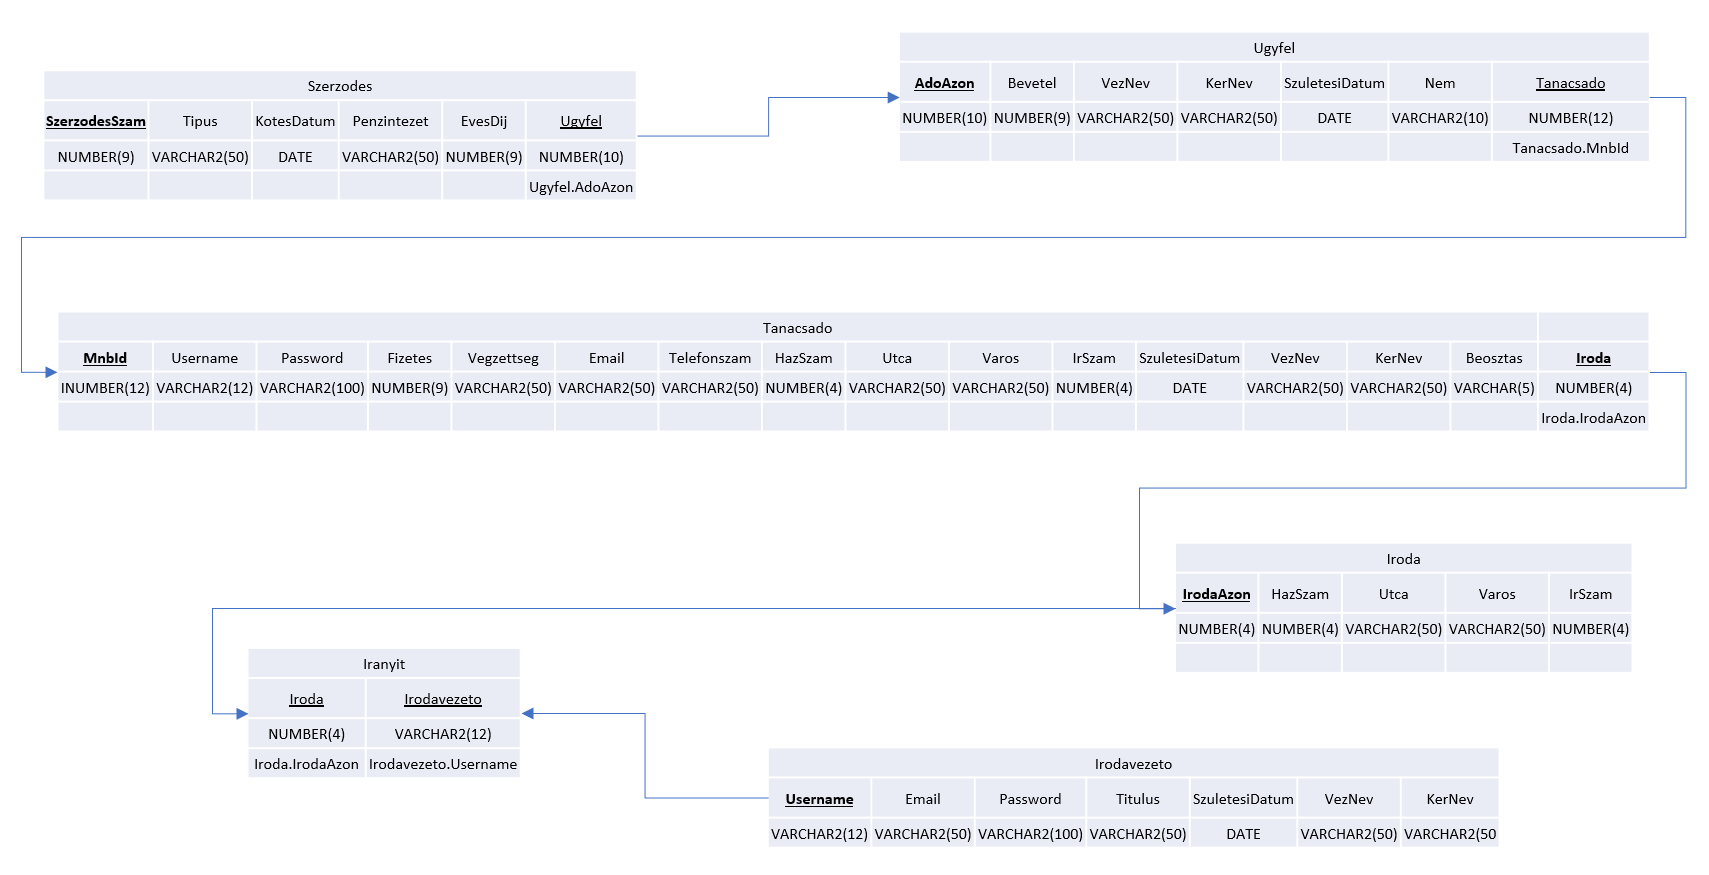 Szerzodes
SzerzodesSzam Tipus KotesDatum Penzintezet EvesDij Ugyfel
NUMBER(9) VARCHAR2(50) DATE VARCHAR2(50) NUMBER(9) NUMBER(10)
Ugyfel.AdoAzon
Ugyfel
AdoAzon Bevetel VezNev KerNev SzuletesiDatum Nem Tanacsado
NUMBER(10) NUMBER(9) VARCHAR2(50) VARCHAR2(50) DATE VARCHAR2(10) NUMBER(12)
Tanacsado.MnbId
Tanacsado
MnbId Username Password Fizetes Vegzettseg Email Telefonszam HazSzam Utca Varos IrSzam SzuletesiDatum VezNev KerNev Beosztas Iroda
INUMBER(12) VARCHAR2(12) VARCHAR2(100) NUMBER(9) VARCHAR2(50) VARCHAR2(50) VARCHAR2(50) NUMBER(4) VARCHAR2(50) VARCHAR2(50) NUMBER(4) DATE VARCHAR2(50) VARCHAR2(50) VARCHAR(5) NUMBER(4)
Iroda.IrodaAzon
Iroda
IrodaAzon HazSzam Utca Varos IrSzam
NUMBER(4) NUMBER(4) VARCHAR2(50) VARCHAR2(50) NUMBER(4)
Iranyit
Iroda Irodavezeto
NUMBER(4) VARCHAR2(12)
Iroda.IrodaAzon Irodavezeto.Username
Irodavezeto
Username Email Password Titulus SzuletesiDatum VezNev KerNev
VARCHAR2(12) VARCHAR2(50) VARCHAR2(100) VARCHAR2(50) DATE VARCHAR2(50) VARCHAR2(50